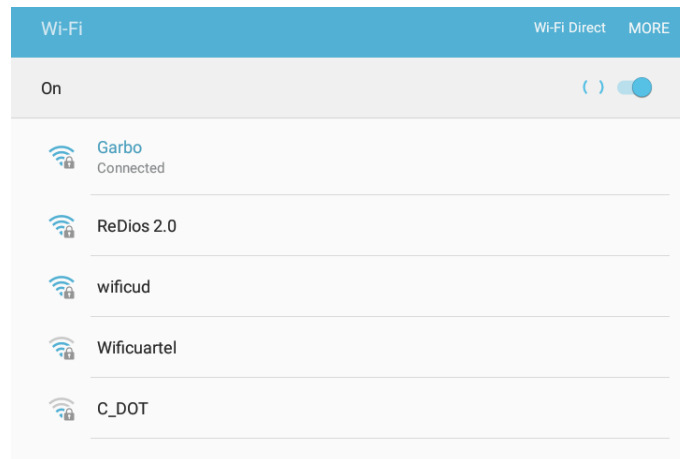 Wi-Fi Wi-Fi Direct MORE
On
Garbo
Connected
ReDios 2.0
wificud
Wificuartel
C_DOT